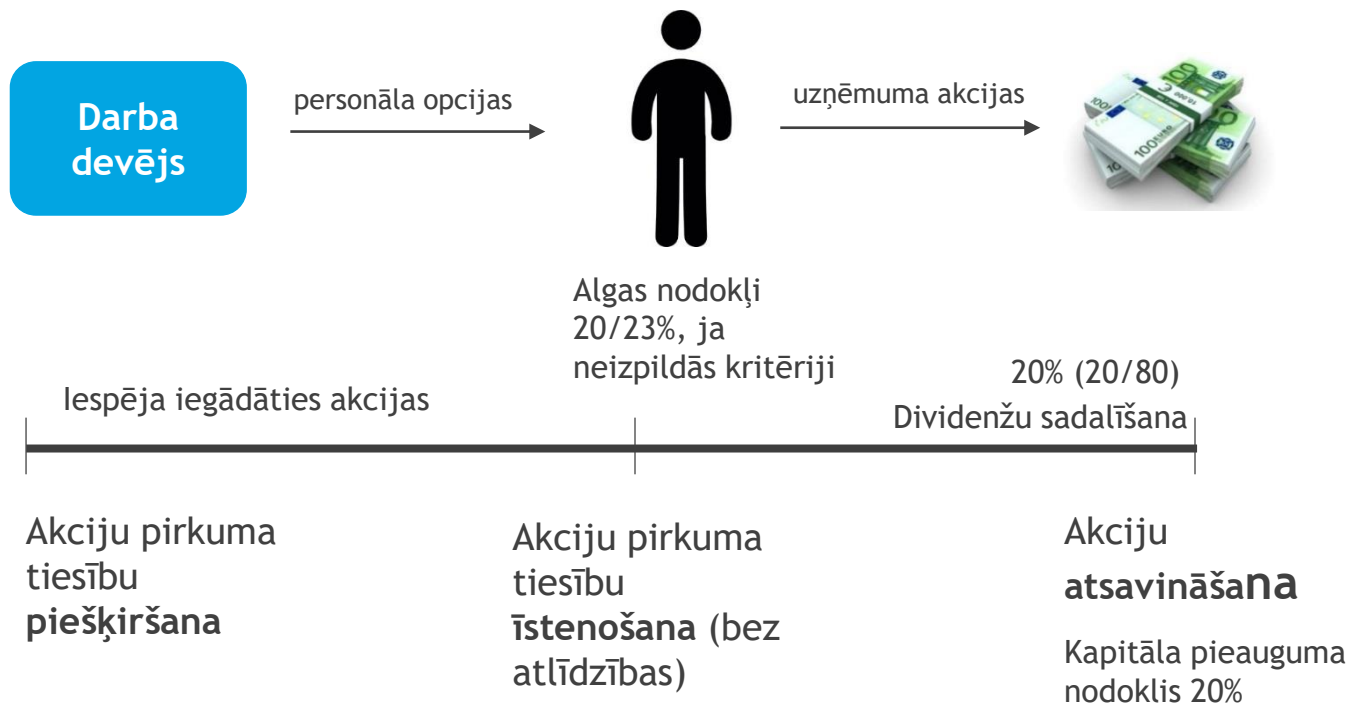 Darba
devējs
personāla opcijas
uzņēmuma akcijas
Algas nodokļi
20/23%, ja
neizpildās kritēriji
Iespēja iegādāties akcijas
20% (20/80)
Dividenžu sadalīšana
Akciju pirkuma
tiesību
piešķiršana
Akciju pirkuma
tiesību
īstenošana (bez
atlīdzības)
Akciju
atsavināšana
Kapitāla pieauguma
nodoklis 20%